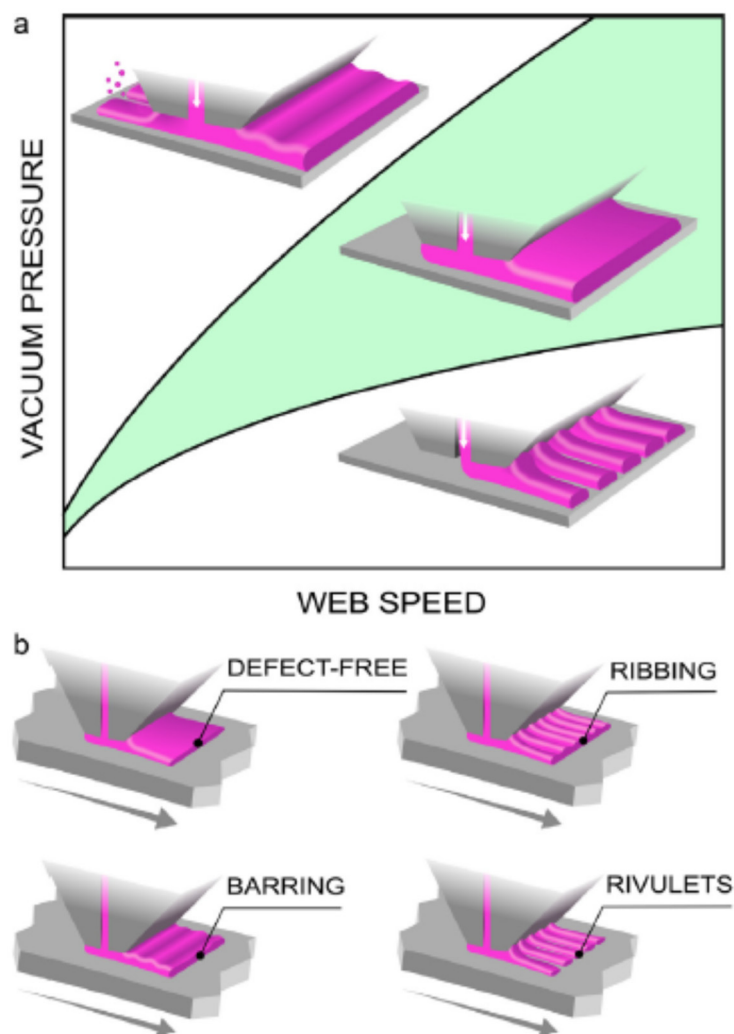 a
VACUUM PRESSURE
WEB SPEED
b
DEFECT-FREE
RIBBING
BARRING
RIVULETS